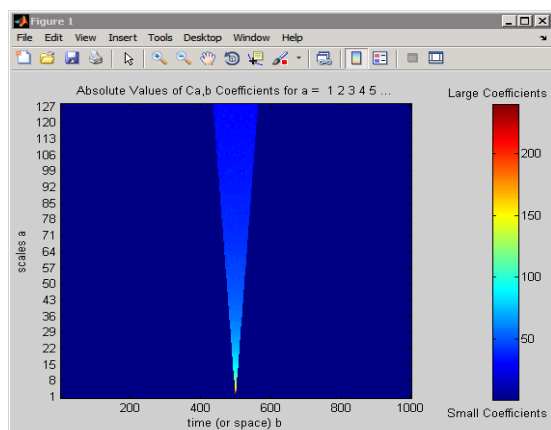 Figure 1
File Edit View Insert Tools Desktop Window Help
Absolute Values of Ca,b Coefficients for a = 1 2 3 4 5 ...
Large Coefficients
127
120
113
106
99
92
85
78
71
64
57
50
43
36
29
22
15
8
1
scales a
200 400 600 800 1000
time (or space) b
200
150
100
50
Small Coefficients